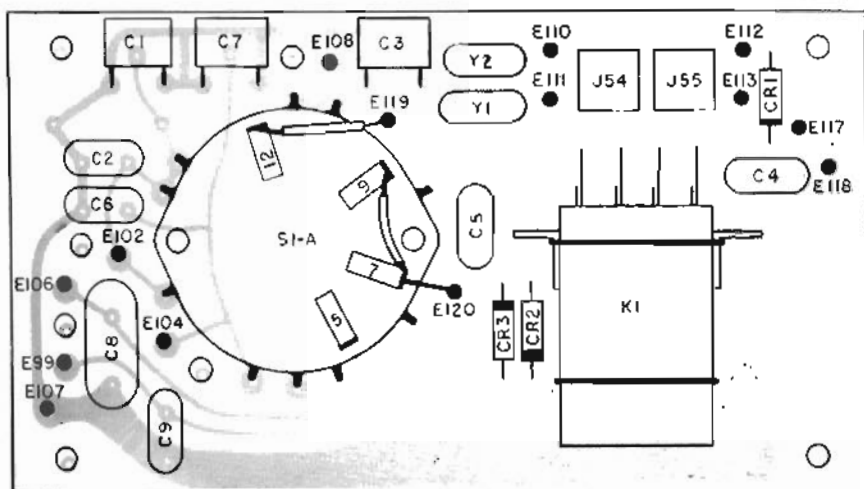 C1
C7
E108
C3
Y2
E110
E112
J54
J55
E111
Y1
E113
CR1
E119
E117
12
C2
9
C4
E118
C6
C5
S1-A
E102
7
E106
E120
K1
5
E104
C8
CR3
CR2
E99
E107
C9